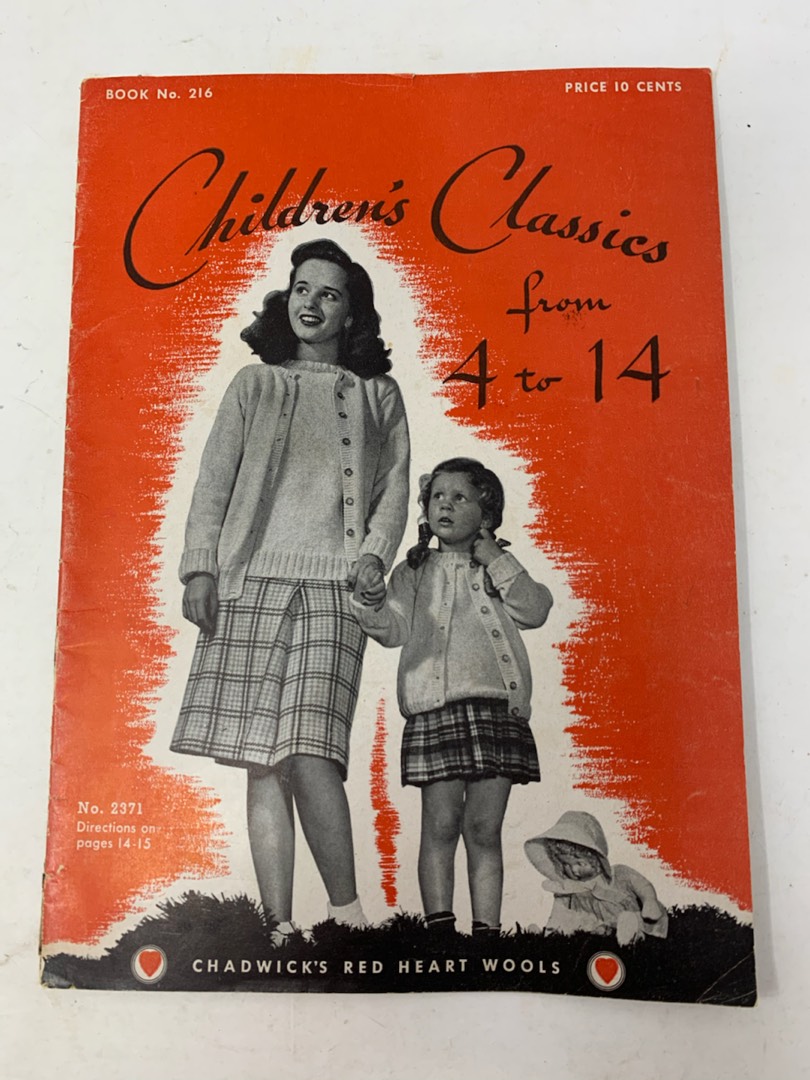 BOOK No. 216
PRICE 10 CENTS
Children's Classics
from
4 to 14
No. 2371
Directions on
pages 14-15
CHADWICK'S RED HEART WOOLS